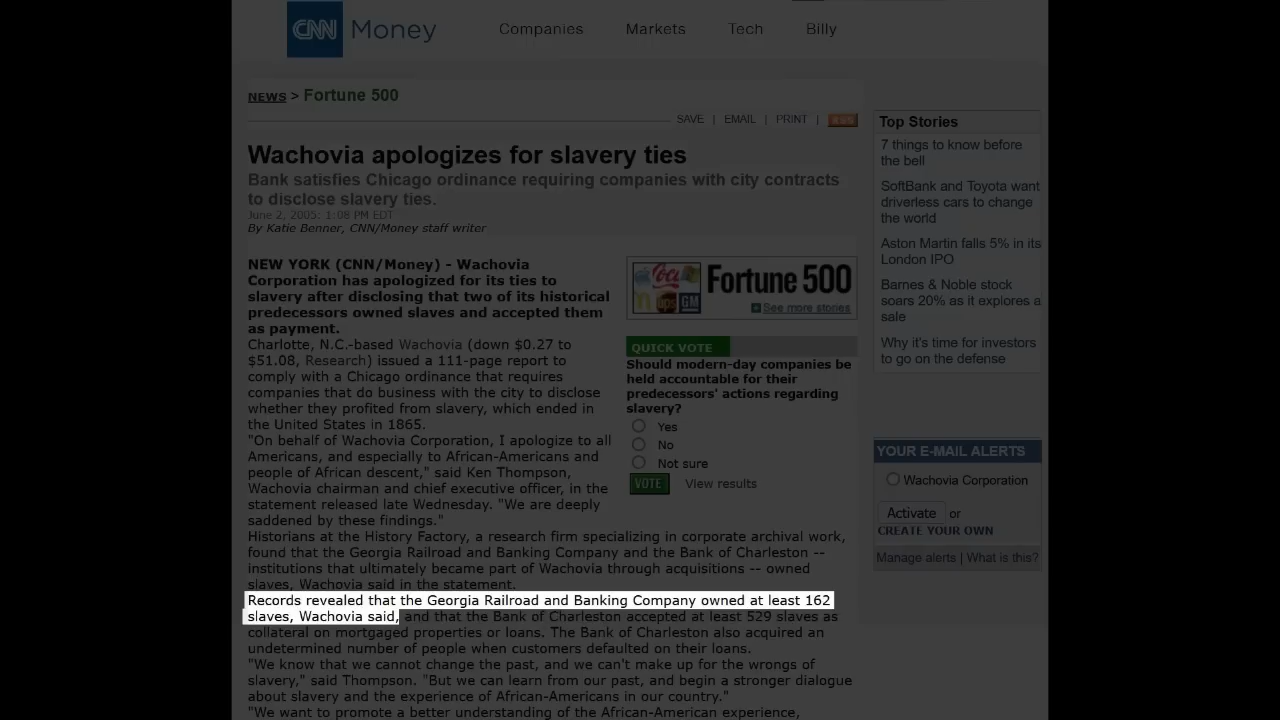 CNN Money
Companies Markets Tech Billy
NEWS > Fortune 500
SAVE | EMAIL | PRINT | RSS
Wachovia apologizes for slavery ties
Bank satisfies Chicago ordinance requiring companies with city contracts
to disclose slavery ties.
June 2, 2005: 1:08 PM EDT
By Katie Benner, CNN/Money staff writer
NEW YORK (CNN/Money) - Wachovia
Corporation has apologized for its ties to
slavery after disclosing that two of its historical
predecessors owned slaves and accepted them
as payment.
Charlotte, N.C.-based Wachovia (down $0.27 to
$51.08, Research) issued a 111-page report to
comply with a Chicago ordinance that requires
companies that do business with the city to disclose
whether they profited from slavery, which ended in
the United States in 1865.
"On behalf of Wachovia Corporation, I apologize to all
Americans, and especially to African-Americans and
people of African descent," said Ken Thompson,
Wachovia chairman and chief executive officer, in the
statement released late Wednesday. "We are deeply
saddened by these findings."
Historians at the History Factory, a research firm specializing in corporate archival work,
found that the Georgia Railroad and Banking Company and the Bank of Charleston --
institutions that ultimately became part of Wachovia through acquisitions -- owned
slaves, Wachovia said in the statement.
Records revealed that the Georgia Railroad and Banking Company owned at least 162
slaves, Wachovia said, and that the Bank of Charleston accepted at least 529 slaves as
collateral on mortgaged properties or loans. The Bank of Charleston also acquired an
undetermined number of people when customers defaulted on their loans.
"We know that we cannot change the past, and we can't make up for the wrongs of
slavery," said Thompson. "But we can learn from our past, and begin a stronger dialogue
about slavery and the experience of African-Americans in our country."
"We want to promote a better understanding of the African-American experience,
Coca
ups GM
Fortune 500
See more stories
QUICK VOTE
Should modern-day companies be
held accountable for their
predecessors' actions regarding
slavery?
Yes
No
Not sure
VOTE View results
Top Stories
7 things to know before
the bell
SoftBank and Toyota want
driverless cars to change
the world
Aston Martin falls 5% in its
London IPO
Barnes & Noble stock
soars 20% as it explores a
sale
Why it's time for investors
to go on the defense
YOUR E-MAIL ALERTS
Wachovia Corporation
Activate or
CREATE YOUR OWN
Manage alerts | What is this?